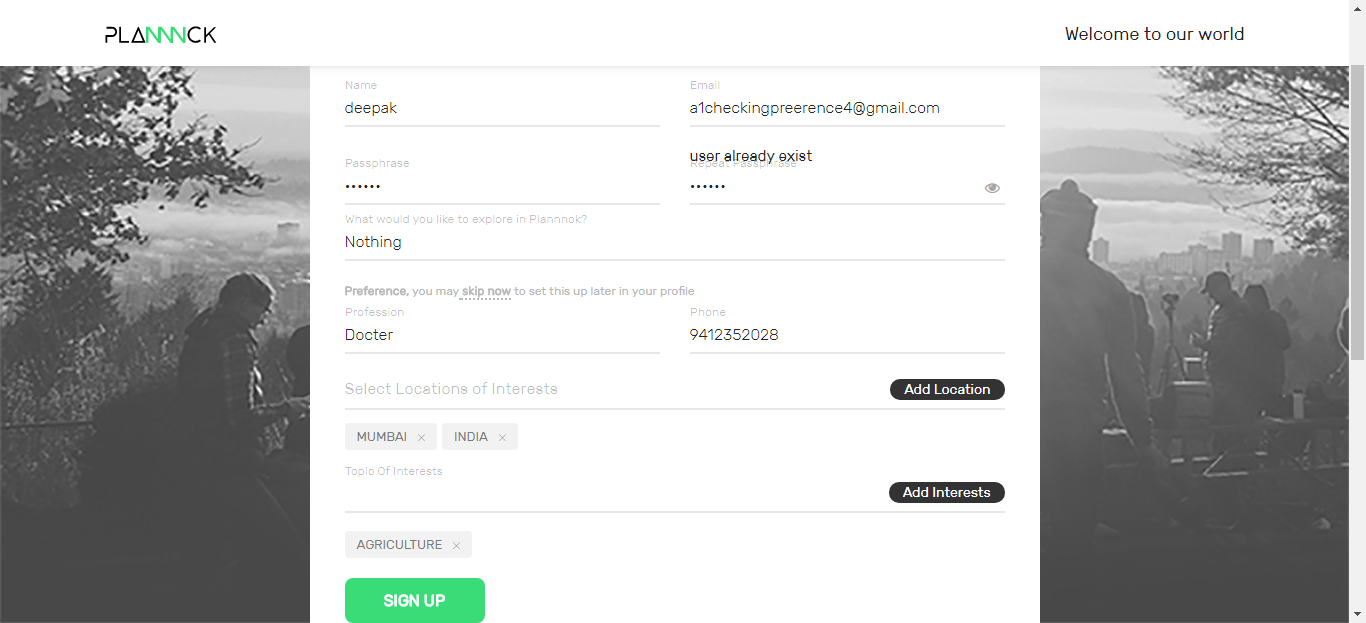 PLANNNCK
Welcome to our world
Name
Email
deepak
a1checkingpreerence4@gmail.com
user already exist
Passphrase
Repeat Passphrase
••••••
••••••
What would you like to explore in Plannnok?
Nothing
Preference, you may skip now to set this up later in your profile
Profession
Phone
Docter
9412352028
Select Locations of Interests
Add Location
MUMBAI ×
INDIA ×
Topic Of Interests
Add Interests
AGRICULTURE ×
SIGN UP